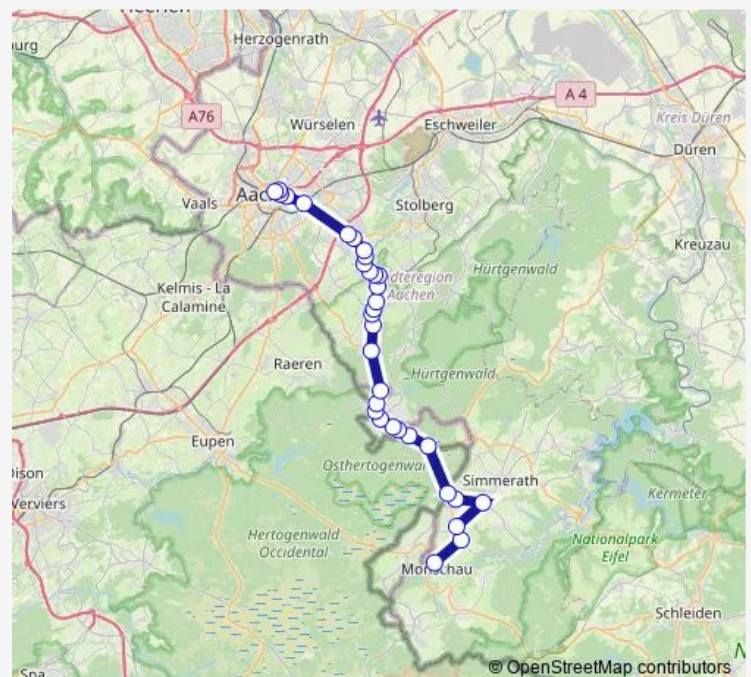 Herzogenrath
A76
A 4
Würselen
Eschweiler
Kreis Düren
Düren
Vaals
Stolberg
Kreuzau
Hürtgenwald
Kelmis - La
Calamine
Aachen
Raeren
Hürtgenwald
Eupen
Simmerath
Kermeter
Verviers
Hertogenwald
Occidental
Nationalpark
Eifel
Schleiden
Spa
© OpenStreetMap contributors